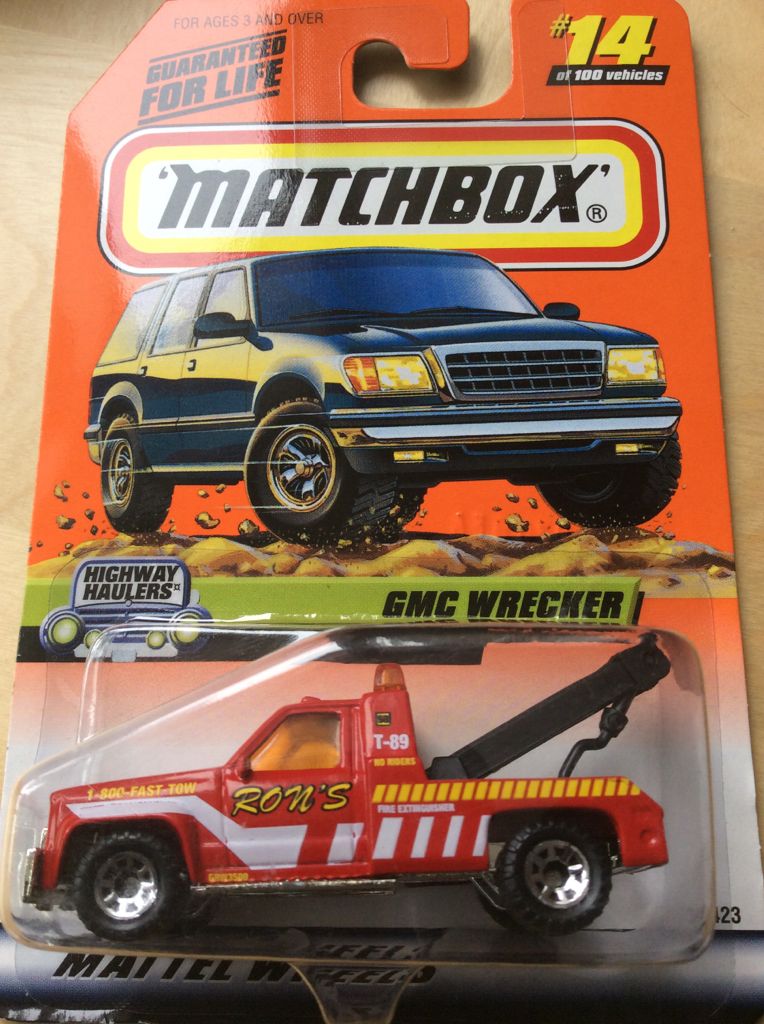 FOR AGES 3 AND OVER
GUARANTEED
FOR LIFE
#14
of 100 vehicles
'MATCHBOX'®
HIGHWAY
HAULERS
GMC WRECKER
T-89
NO RIDERS
1-800-FAST-TOW
RON'S
FIRE EXTINGUISHER
423
MATTEL WHEELS